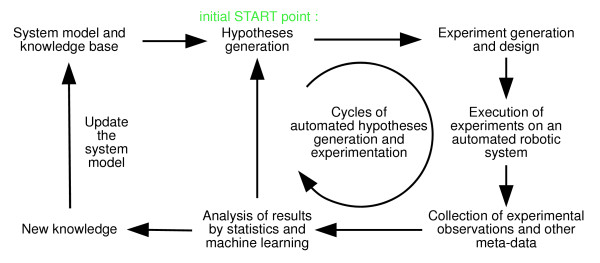 initial START point :
System model and
knowledge base
Hypotheses
generation
Experiment generation
and design
Cycles of
automated hypotheses
generation and
experimentation
Execution of
experiments on an
automated robotic
system
Update
the
system
model
New knowledge
Analysis of results
by statistics and
machine learning
Collection of experimental
observations and other
meta-data